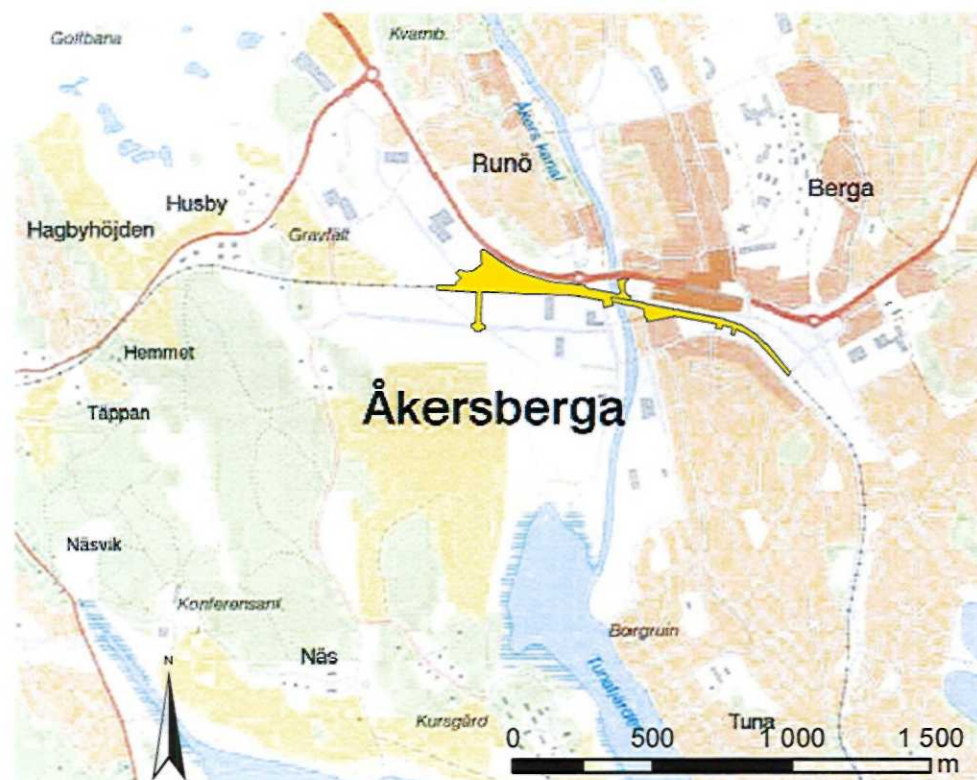 Golfbana
Kvarnb.
Åkers kanal
Runö
Berga
Husby
Hagbyhöjden
Gravfält
Hemmet
Åkersberga
Täppan
Näsvik
Konferensanl.
Borgruin
N
Näs
Kursgård
Tunafjärden
Tuna
0 500 1 000 1 500
m